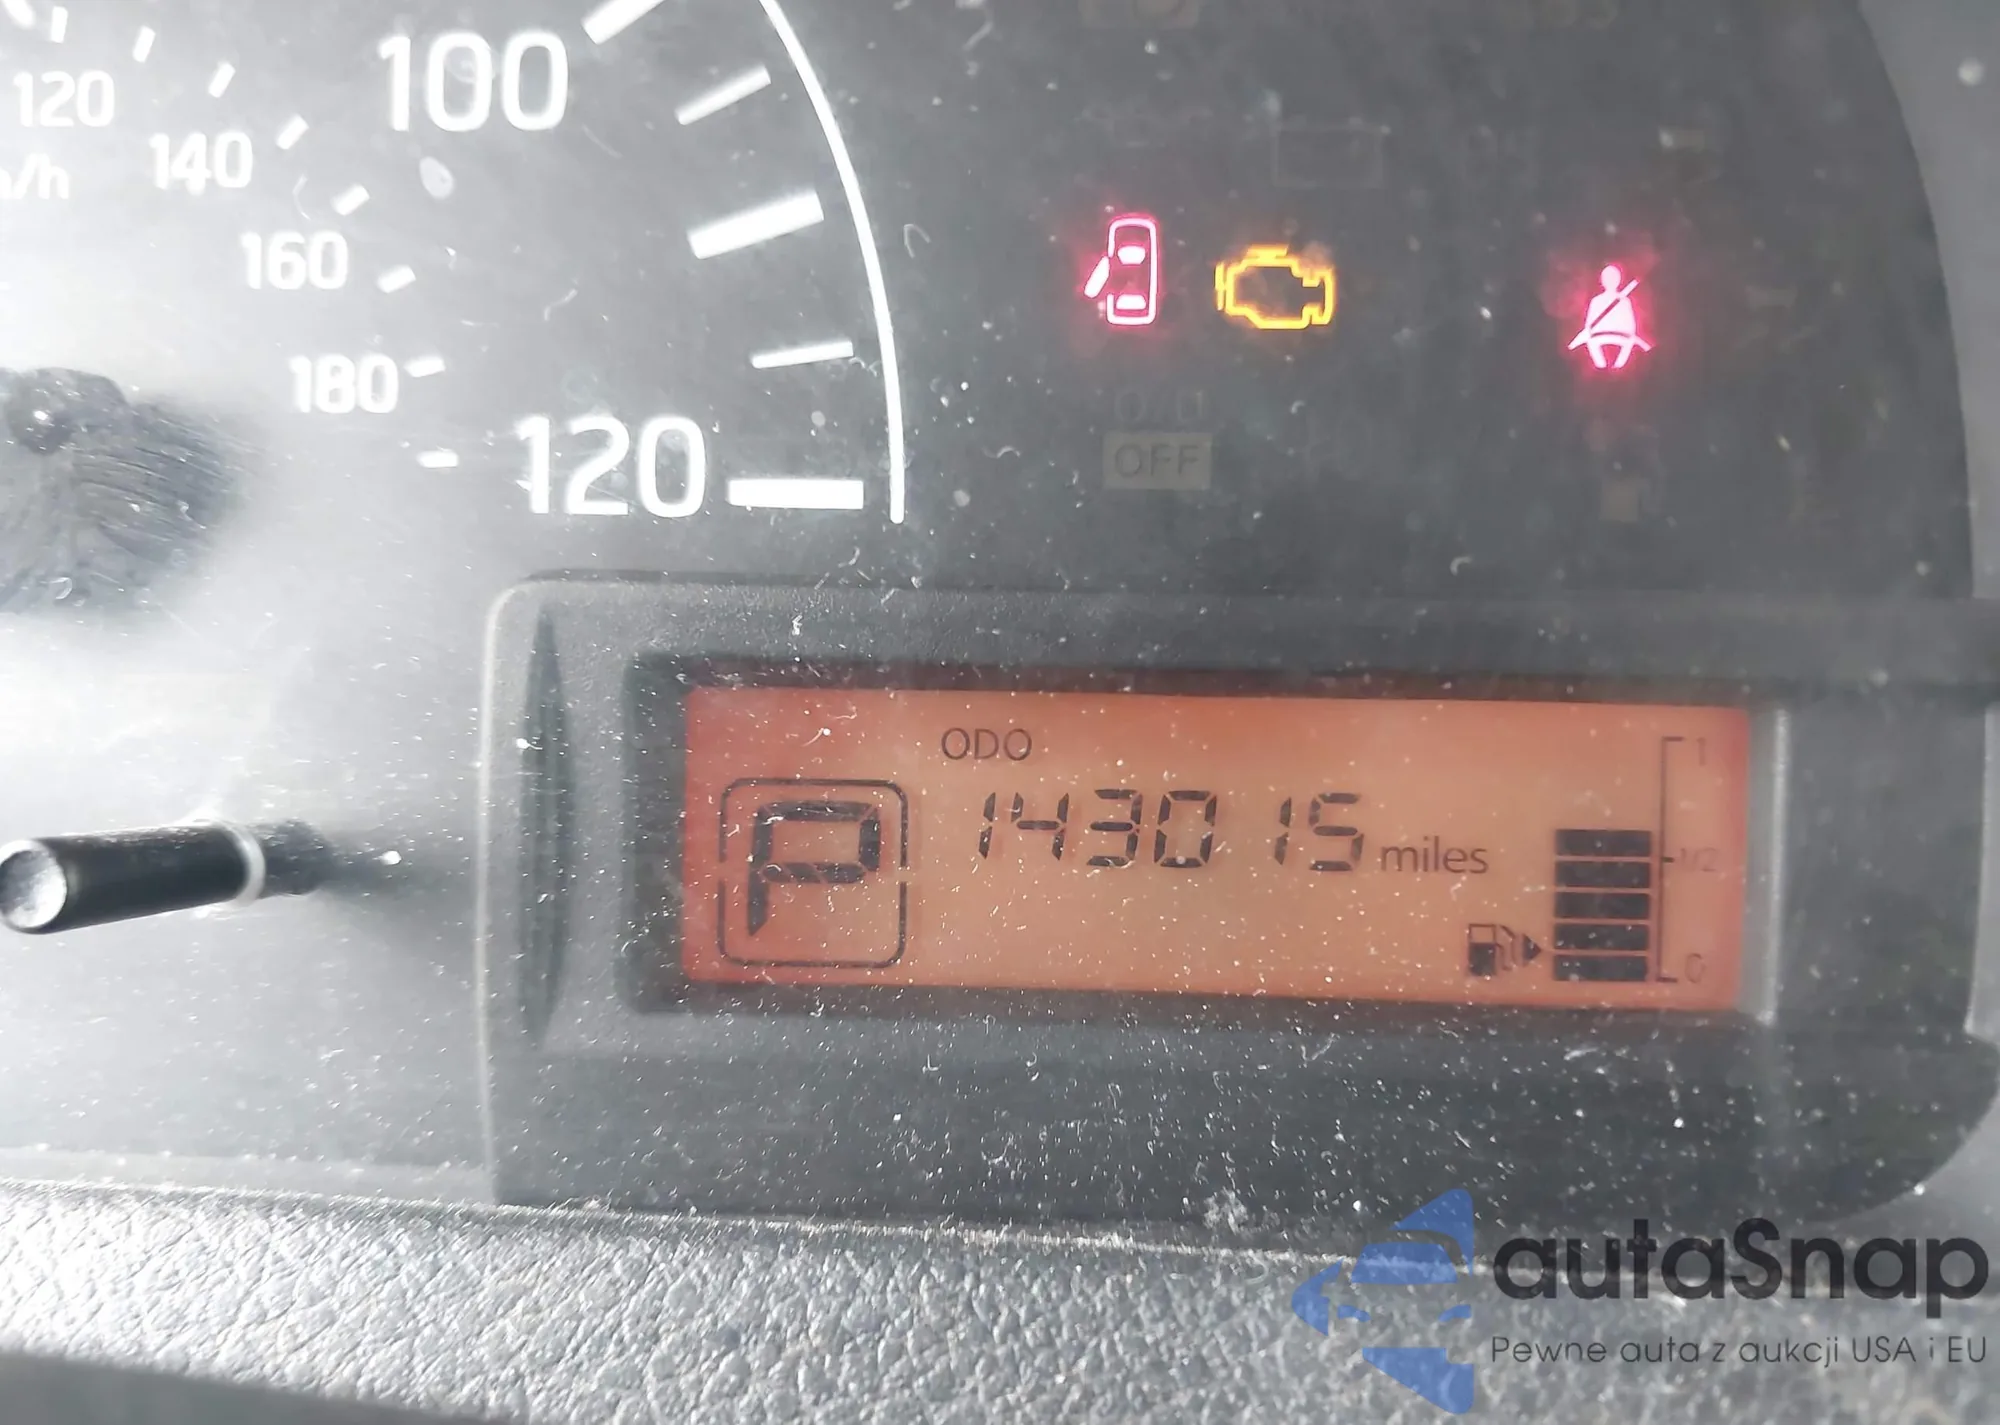 100
120
140
160
180
120
OFF
ODO
1
P
143015 miles
1/2
0
autaSnap
Pewne auta z aukcji USA i EU